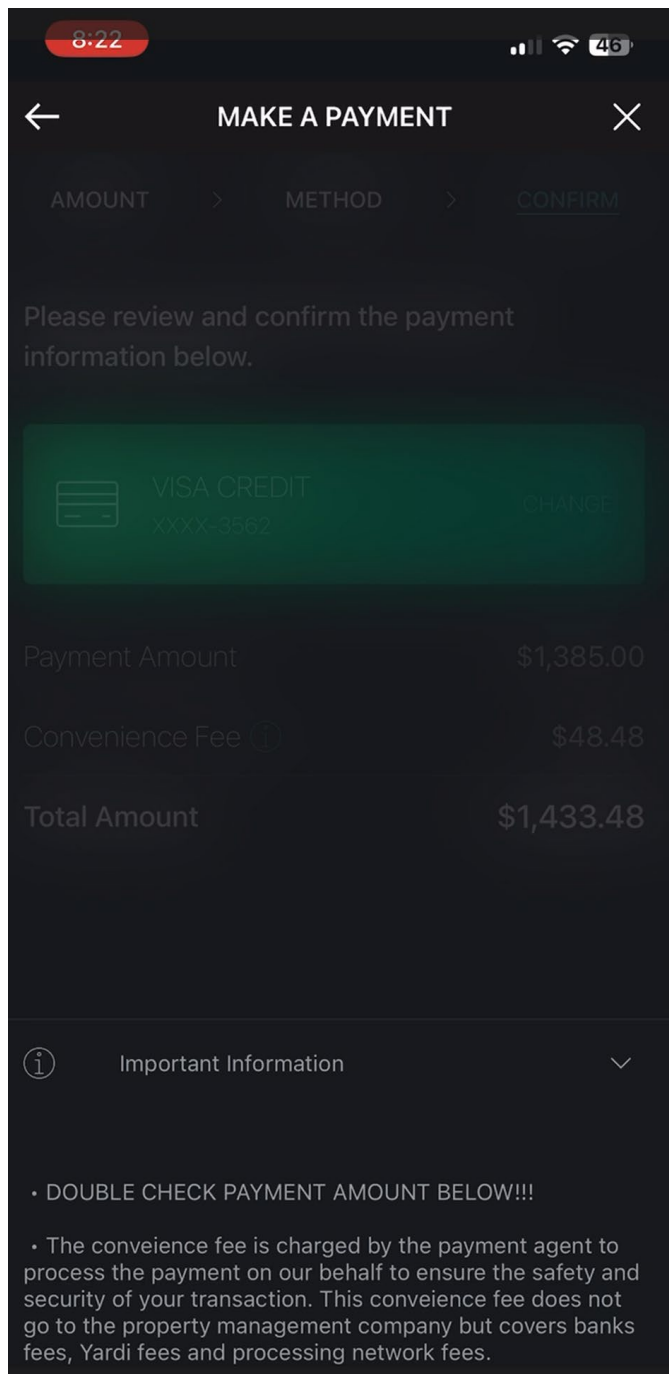 8:22
46
MAKE A PAYMENT
AMOUNT > METHOD > CONFIRM
Please review and confirm the payment
information below.
VISA CREDIT
XXXX-3562
CHANGE
Payment Amount $1,385.00
Convenience Fee $48.48
Total Amount $1,433.48
Important Information
• DOUBLE CHECK PAYMENT AMOUNT BELOW!!!
• The conveience fee is charged by the payment agent to
process the payment on our behalf to ensure the safety and
security of your transaction. This conveience fee does not
go to the property management company but covers banks
fees, Yardi fees and processing network fees.